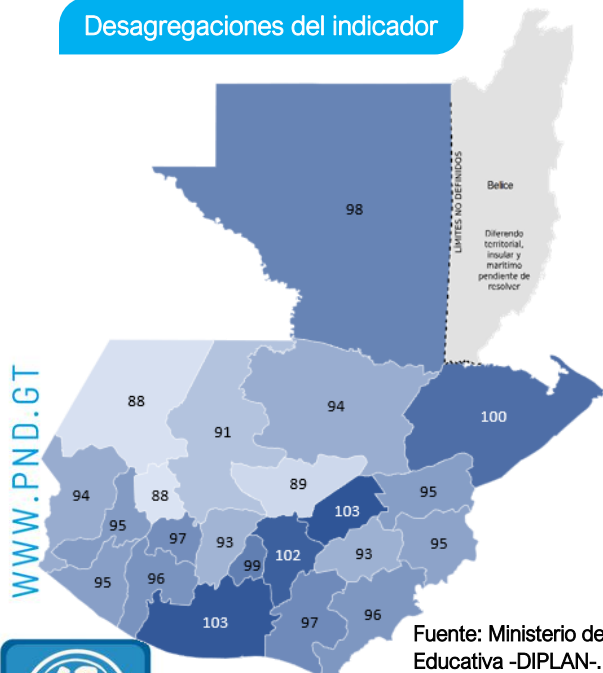 Desagregaciones del indicador
98
LÍMITES NO DEFINIDOS
Belice
Diferendo
territorial,
insular y
marítimo
pendiente de
resolver
WWW.PND.GT
88
91
94
100
94
88
89
95
103
95
97
93
102
93
95
99
95
96
103
97
96
Fuente: Ministerio de
Educativa -DIPLAN-.